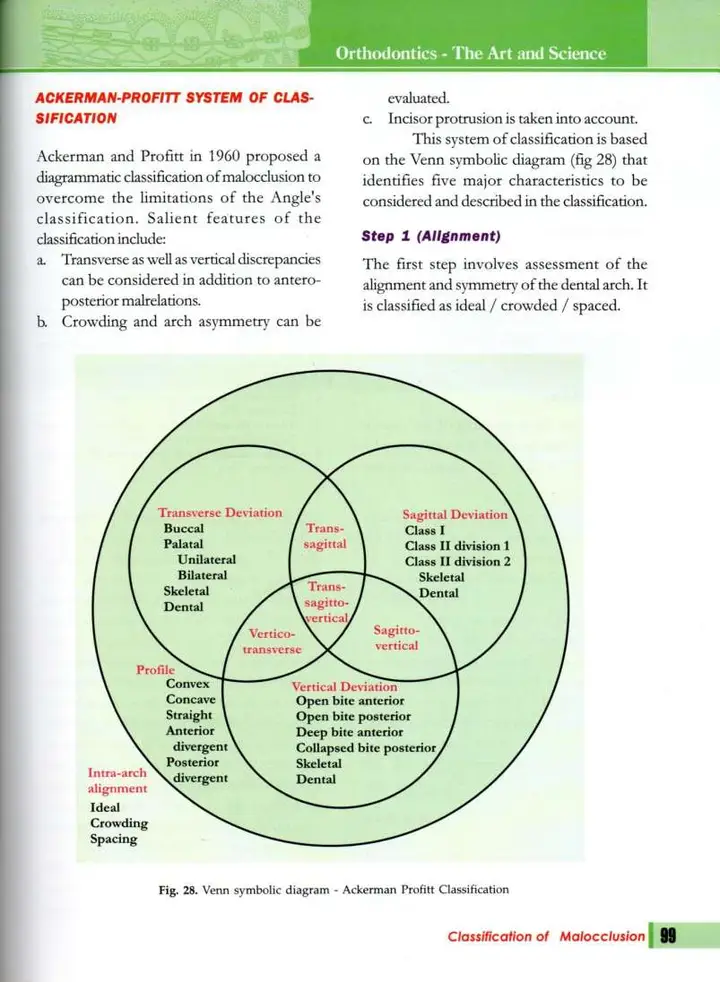 Orthodontics - The Art and Science
ACKERMAN-PROFITT SYSTEM OF CLAS-
SIFICATION
Ackerman and Profitt in 1960 proposed a
diagrammatic classification of malocclusion to
overcome the limitations of the Angle's
classification. Salient features of the
classification include:
a. Transverse as well as vertical discrepancies
can be considered in addition to antero-
posterior malrelations.
b. Crowding and arch asymmetry can be
evaluated.
c. Incisor protrusion is taken into account.
This system of classification is based
on the Venn symbolic diagram (fig 28) that
identifies five major characteristics to be
considered and described in the classification.
Step 1 (Alignment)
The first step involves assessment of the
alignment and symmetry of the dental arch. It
is classified as ideal / crowded / spaced.
Transverse Deviation
Buccal
Palatal
Unilateral
Bilateral
Skeletal
Dental
Trans-
sagittal
Sagittal Deviation
Class I
Class II division 1
Class II division 2
Skeletal
Dental
Trans-
sagitto-
vertical
Vertico-
transverse
Sagitto-
vertical
Profile
Convex
Concave
Straight
Anterior
divergent
Posterior
divergent
Vertical Deviation
Open bite anterior
Open bite posterior
Deep bite anterior
Collapsed bite posterior
Skeletal
Dental
Intra-arch
alignment
Ideal
Crowding
Spacing
Fig. 28. Venn symbolic diagram - Ackerman Profitt Classification
Classification of Malocclusion 99